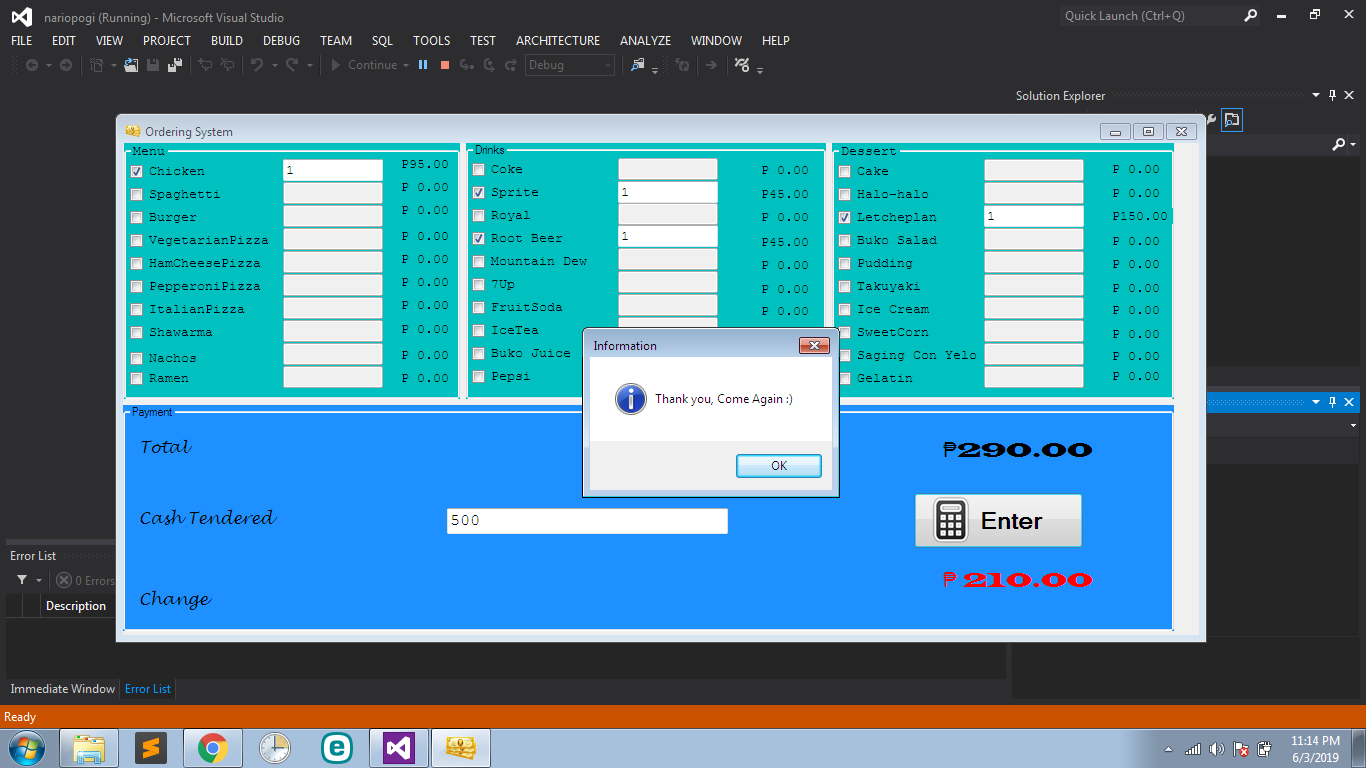 nariopogi (Running) - Microsoft Visual Studio
Quick Launch (Ctrl+Q)
FILE EDIT VIEW PROJECT BUILD DEBUG TEAM SQL TOOLS TEST ARCHITECTURE ANALYZE WINDOW HELP
Continue Debug
Solution Explorer
Ordering System
Menu
Chicken 1 P95.00
Spaghetti P 0.00
Burger P 0.00
VegetarianPizza P 0.00
HamCheesePizza P 0.00
PepperoniPizza P 0.00
ItalianPizza P 0.00
Shawarma P 0.00
Nachos P 0.00
Ramen P 0.00
Drinks
Coke P 0.00
Sprite 1 P45.00
Royal P 0.00
Root Beer 1 P45.00
Mountain Dew P 0.00
7Up P 0.00
FruitSoda P 0.00
IceTea
Buko Juice
Pepsi
Dessert
Cake P 0.00
Halo-halo P 0.00
Letcheplan 1 P150.00
Buko Salad P 0.00
Pudding P 0.00
Takuyaki P 0.00
Ice Cream P 0.00
SweetCorn P 0.00
Saging Con Yelo P 0.00
Gelatin P 0.00
Information
Thank you, Come Again :)
OK
Payment
Total ₱290.00
Cash Tendered 500 Enter
Change ₱ 210.00
Error List
0 Errors
Description
Immediate Window Error List
Ready
11:14 PM
6/3/2019